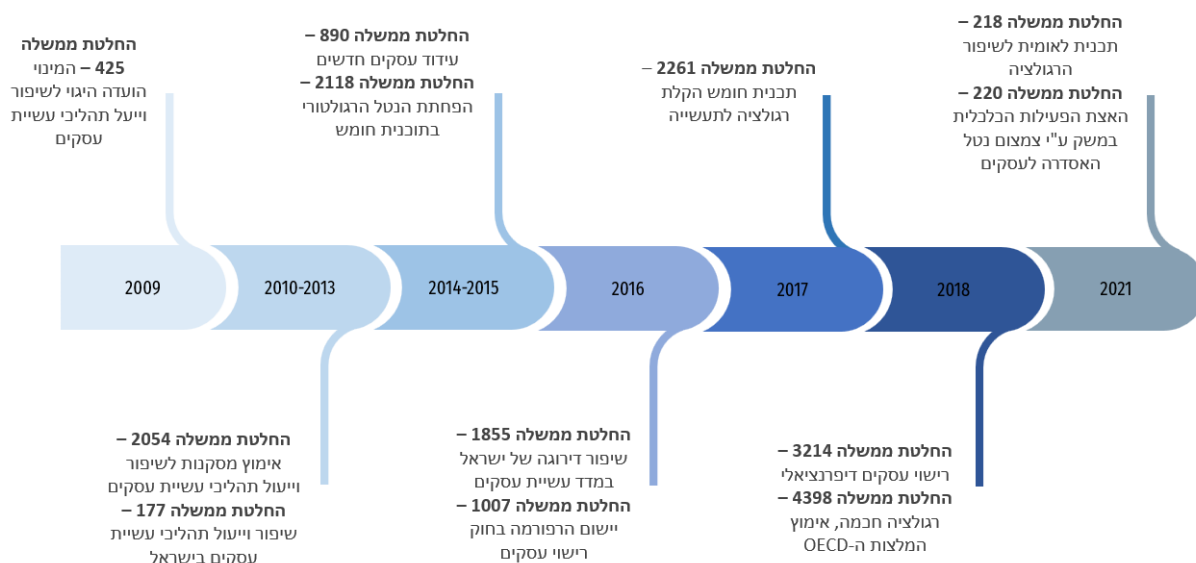 החלטת ממשלה
425 – המינוי
הועדה היגוי לשיפור
וייעל תהליכי עשיית
עסקים
החלטת ממשלה 890 –
עידוד עסקים חדשים
החלטת ממשלה 2118 –
הפחתת הנטל הרגולטורי
בתוכנית חומש
החלטת ממשלה 2261 –
תכנית חומש הקלת
רגולציה לתעשייה
החלטת ממשלה 218 –
תכנית לאומית לשיפור
הרגולציה
החלטת ממשלה 220 –
האצת הפעילות הכלכלית
במשק ע"י צמצום נטל
האסדרה לעסקים
2009
2010-2013
2014-2015
2016
2017
2018
2021
החלטת ממשלה 2054 –
אימוץ מסקנות לשיפור
וייעול תהליכי עשיית עסקים
החלטת ממשלה 177 –
שיפור וייעול תהליכי עשיית
עסקים בישראל
החלטת ממשלה 1855 –
שיפור דירוגה של ישראל
במדד עשיית עסקים
החלטת ממשלה 1007 –
יישום הרפורמה בחוק
רישוי עסקים
החלטת ממשלה 3214 –
רישוי עסקים דיפרנציאלי
החלטת ממשלה 4398 –
רגולציה חכמה, אימוץ
המלצות ה-OECD